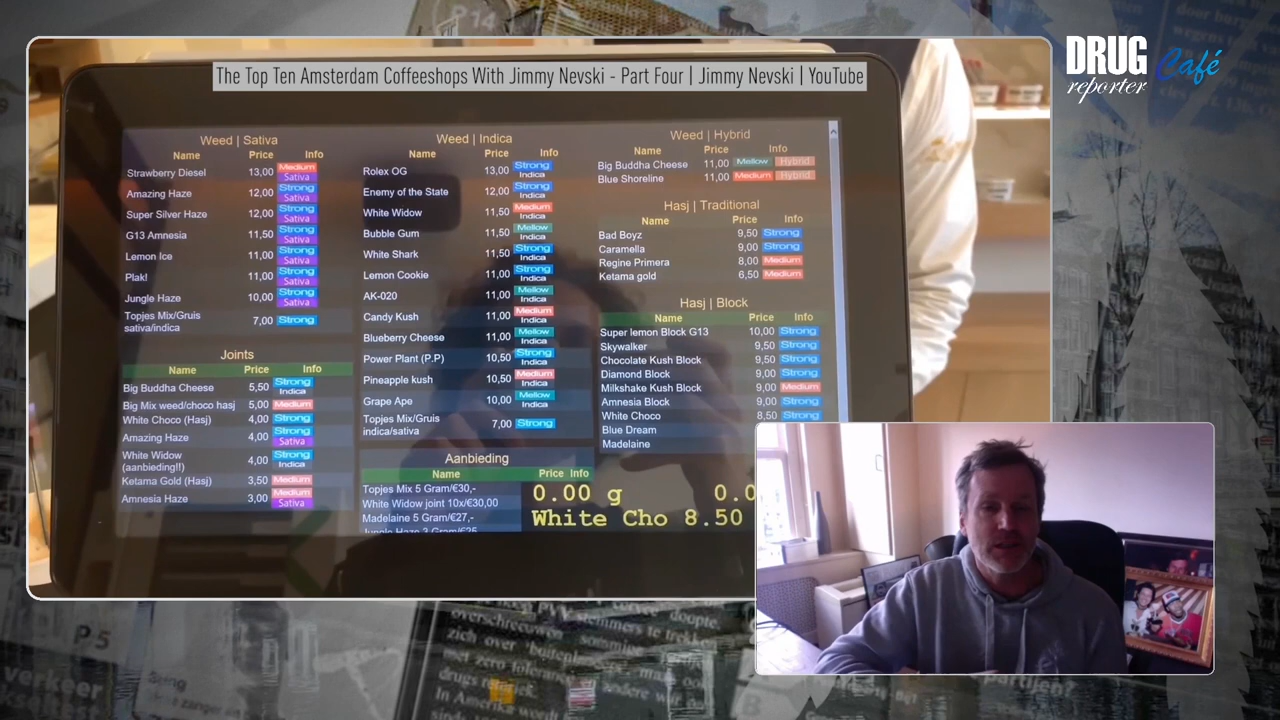 The Top Ten Amsterdam Coffeeshops With Jimmy Nevski - Part Four | Jimmy Nevski | YouTube
DRUG
reporter
Café
P 14
P 5
verkeer
Weed | Sativa
Name Price Info
Strawberry Diesel 13,00 Medium Sativa
Amazing Haze 12,00 Strong Sativa
Super Silver Haze 12,00 Strong Sativa
G13 Amnesia 11,50 Strong Sativa
Lemon Ice 11,00 Strong Sativa
Plak! 11,00 Strong Sativa
Jungle Haze 10,00 Strong Sativa
Topjes Mix/Gruis
sativa/indica 7,00 Strong
Joints
Name Price Info
Big Buddha Cheese 5,50 Strong Indica
Big Mix weed/choco hasj 5,00 Medium
White Choco (Hasj) 4,00 Strong
Amazing Haze 4,00 Strong Sativa
White Widow
(aanbieding!!) 4,00 Strong Indica
Ketama Gold (Hasj) 3,50 Medium
Amnesia Haze 3,00 Medium Sativa
Weed | Indica
Name Price Info
Rolex OG 13,00 Strong Indica
Enemy of the State 12,00 Strong Indica
White Widow 11,50 Medium Indica
Bubble Gum 11,50 Mellow Indica
White Shark 11,50 Strong Indica
Lemon Cookie 11,00 Strong Indica
AK-020 11,00 Mellow Indica
Candy Kush 11,00 Medium Indica
Blueberry Cheese 11,00 Mellow Indica
Power Plant (P.P) 10,50 Strong Indica
Pineapple kush 10,50 Medium Indica
Grape Ape 10,00 Mellow Indica
Topjes Mix/Gruis
indica/sativa 7,00 Strong
Aanbieding
Name Price Info
Topjes Mix 5 Gram/€30,-
White Widow joint 10x/€30,00
Madelaine 5 Gram/€27,-
Jungle Haze 3 Gram/€25
Weed | Hybrid
Name Price Info
Big Buddha Cheese 11,00 Mellow Hybrid
Blue Shoreline 11,00 Medium Hybrid
Hasj | Traditional
Name Price Info
Bad Boyz 9,50 Strong
Caramella 9,00 Strong
Regine Primera 8,00 Medium
Ketama gold 6,50 Medium
Hasj | Block
Name Price Info
Super lemon Block G13 10,00 Strong
Skywalker 9,50 Strong
Chocolate Kush Block 9,50 Strong
Diamond Block 9,00 Strong
Milkshake Kush Block 9,00 Medium
Amnesia Block 9,00 Strong
White Choco 8,50 Strong
Blue Dream
Madelaine
0.00 g 0.0
White Cho 8.50